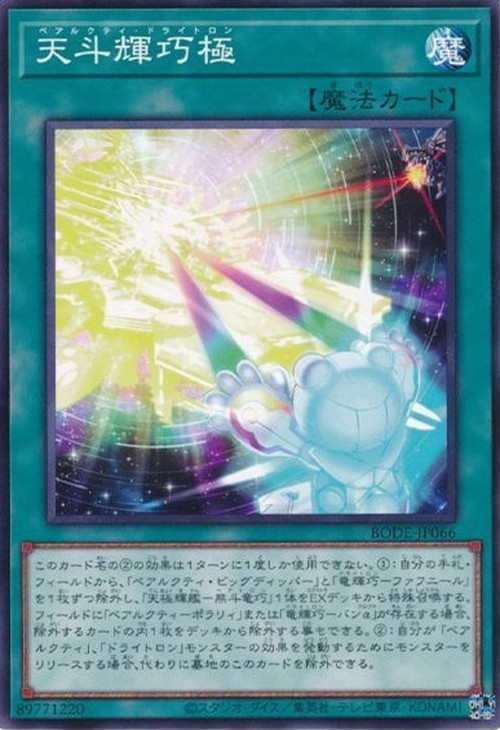 ベアルクティ・ドライトロン
天斗輝巧極
魔
【魔法カード】
BODE-JP066
このカード名の②の効果は１ターンに１度しか使用できない。①：自分の手札・
フィールドから、「ベアルクティ－ビッグディッパー」と「竜輝巧－ファフニール」
を１枚ずつ除外し、「天極輝艦－熊斗竜巧」１体をEXデッキから特殊召喚する。
フィールドに「ベアルクティ－ポラリィ」または「竜輝巧－バンα」が存在する場合、
除外するカードの内１枚をデッキから除外する事もできる。②：自分が「ベア
ルクティ」、「ドライトロン」モンスターの効果を発動するためにモンスターを
リリースする場合、代わりに墓地のこのカードを除外できる。
89771220
©スタジオ・ダイス／集英社・テレビ東京・KONAMI